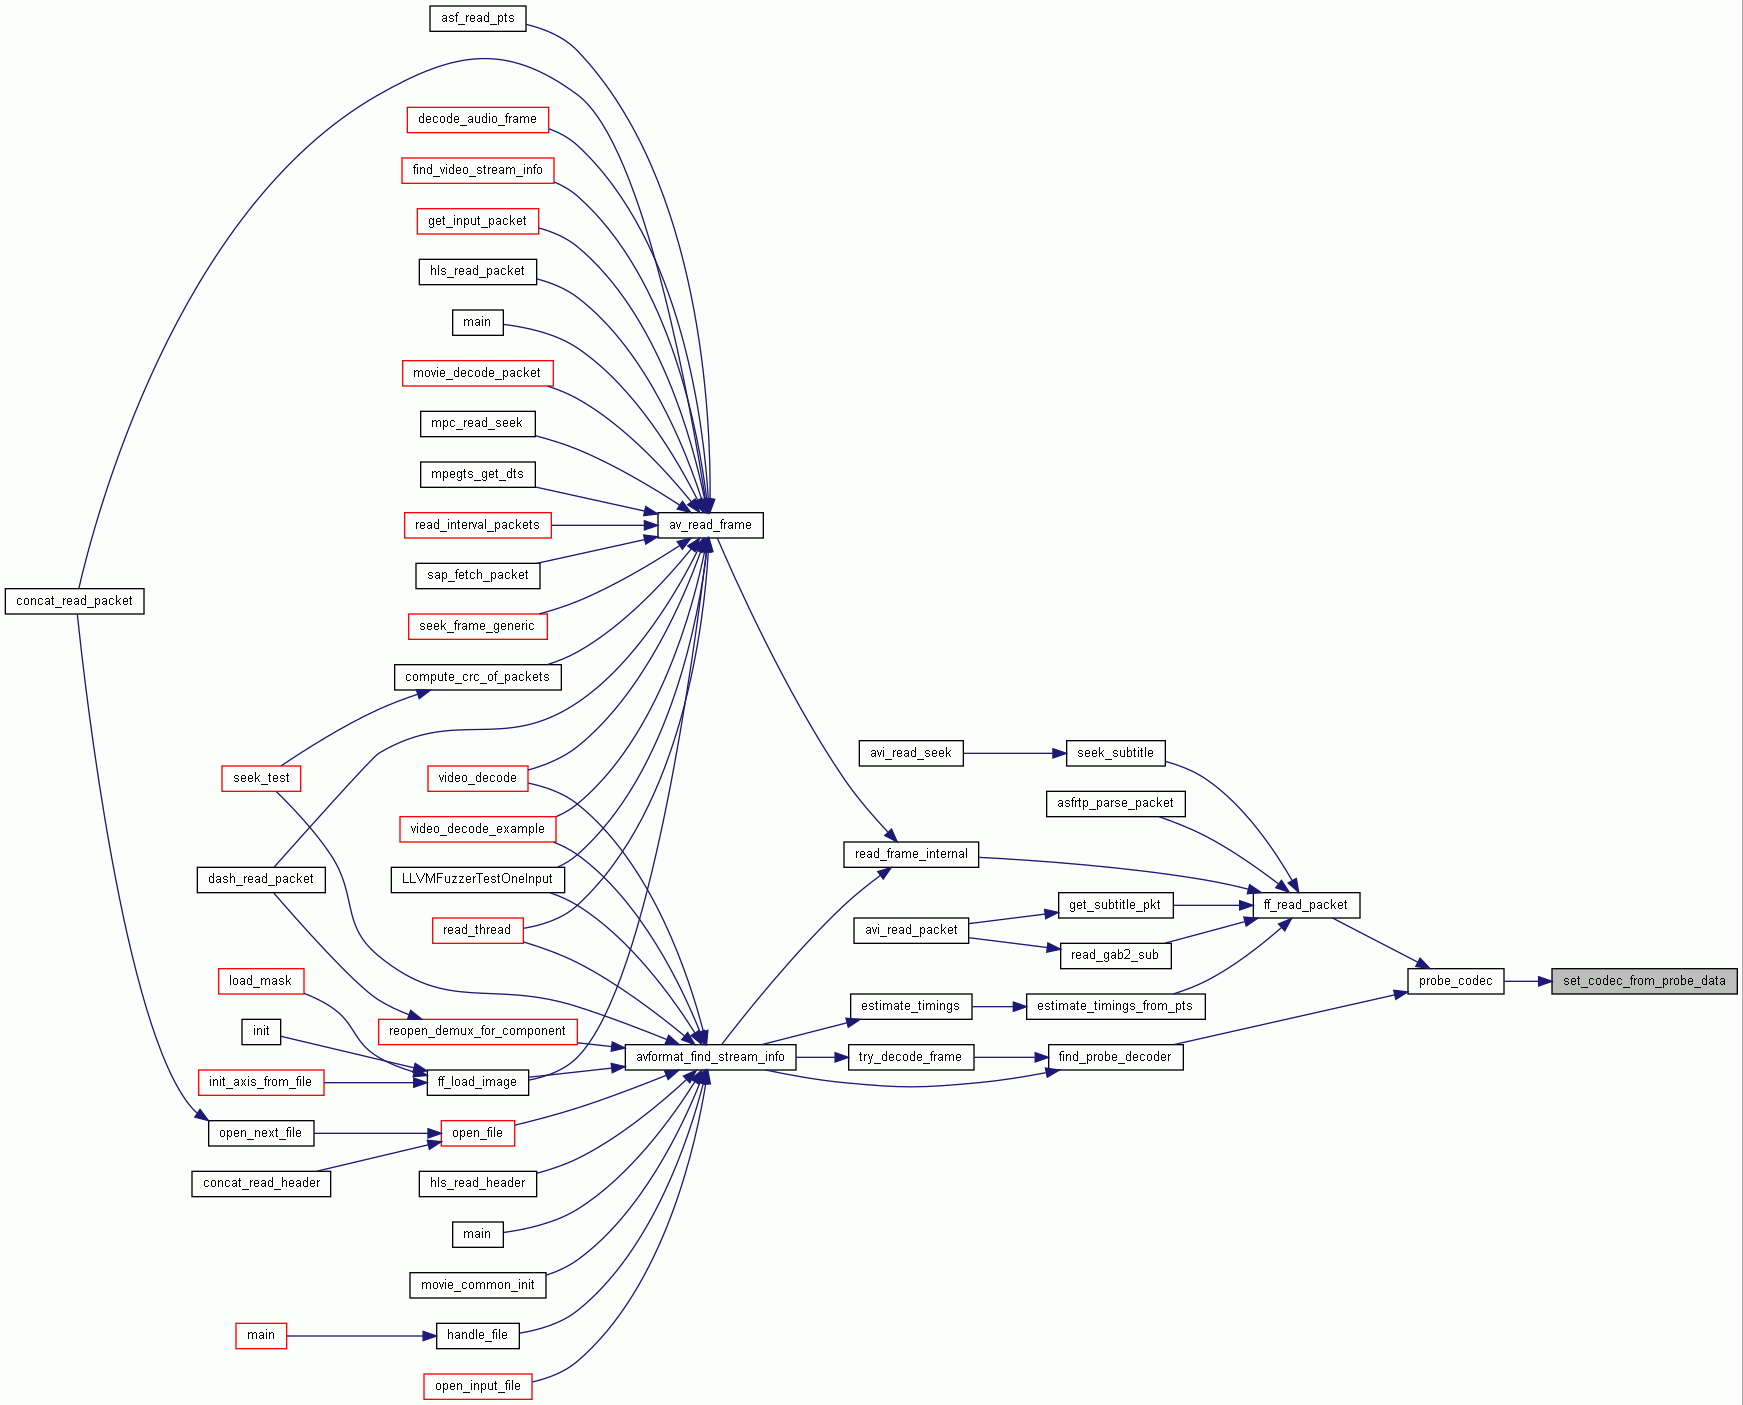 asf_read_pts
decode_audio_frame
find_video_stream_info
get_input_packet
hls_read_packet
main
movie_decode_packet
mpc_read_seek
mpegts_get_dts
av_read_frame
read_interval_packets
sap_fetch_packet
concat_read_packet
seek_frame_generic
compute_crc_of_packets
avi_read_seek
seek_subtitle
seek_test
video_decode
asfrtp_parse_packet
video_decode_example
read_frame_internal
dash_read_packet
LLVMFuzzerTestOneInput
get_subtitle_pkt
ff_read_packet
read_thread
avi_read_packet
read_gab2_sub
load_mask
probe_codec
set_codec_from_probe_data
estimate_timings
estimate_timings_from_pts
init
reopen_demux_for_component
avformat_find_stream_info
try_decode_frame
find_probe_decoder
init_axis_from_file
ff_load_image
open_next_file
open_file
concat_read_header
hls_read_header
main
movie_common_init
main
handle_file
open_input_file